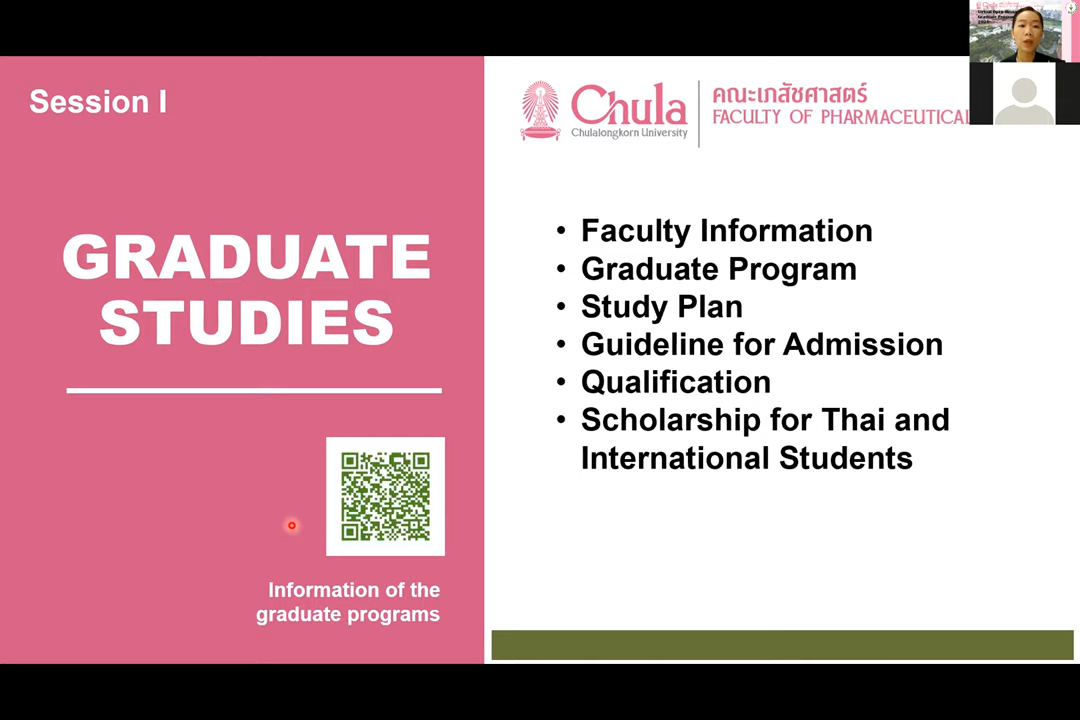 Session I
GRADUATE
STUDIES
Information of the
graduate programs
Chula
Chulalongkorn University
คณะเภสัชศาสตร์
FACULTY OF PHARMACEUTICAL
• Faculty Information
• Graduate Program
• Study Plan
• Guideline for Admission
• Qualification
• Scholarship for Thai and
International Students